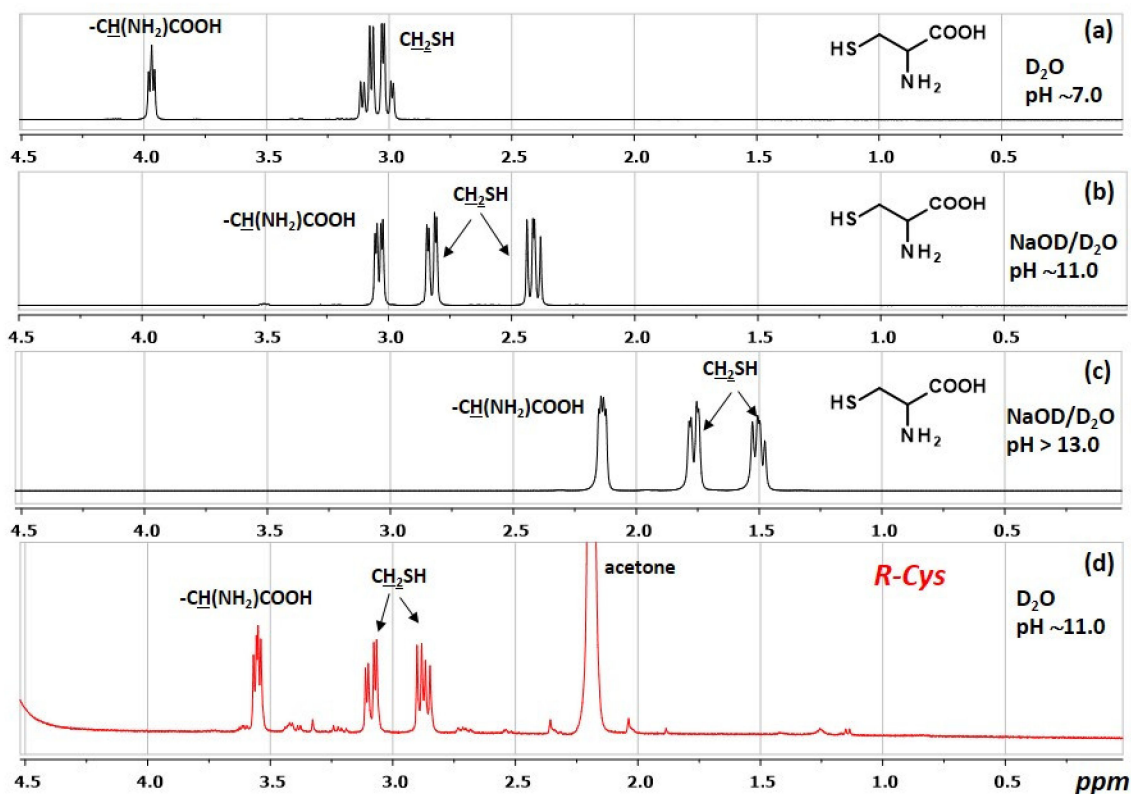 -CH(NH2)COOH
CH2SH
HS
COOH
NH2
(a)
D2O
pH ~7.0
4.5 4.0 3.5 3.0 2.5 2.0 1.5 1.0 0.5
-CH(NH2)COOH
CH2SH
HS
COOH
NH2
(b)
NaOD/D2O
pH ~11.0
4.5 4.0 3.5 3.0 2.5 2.0 1.5 1.0 0.5
-CH(NH2)COOH
CH2SH
HS
COOH
NH2
(c)
NaOD/D2O
pH > 13.0
4.5 4.0 3.5 3.0 2.5 2.0 1.5 1.0 0.5
-CH(NH2)COOH
CH2SH
acetone
R-Cys
(d)
D2O
pH ~11.0
4.5 4.0 3.5 3.0 2.5 2.0 1.5 1.0 0.5 ppm